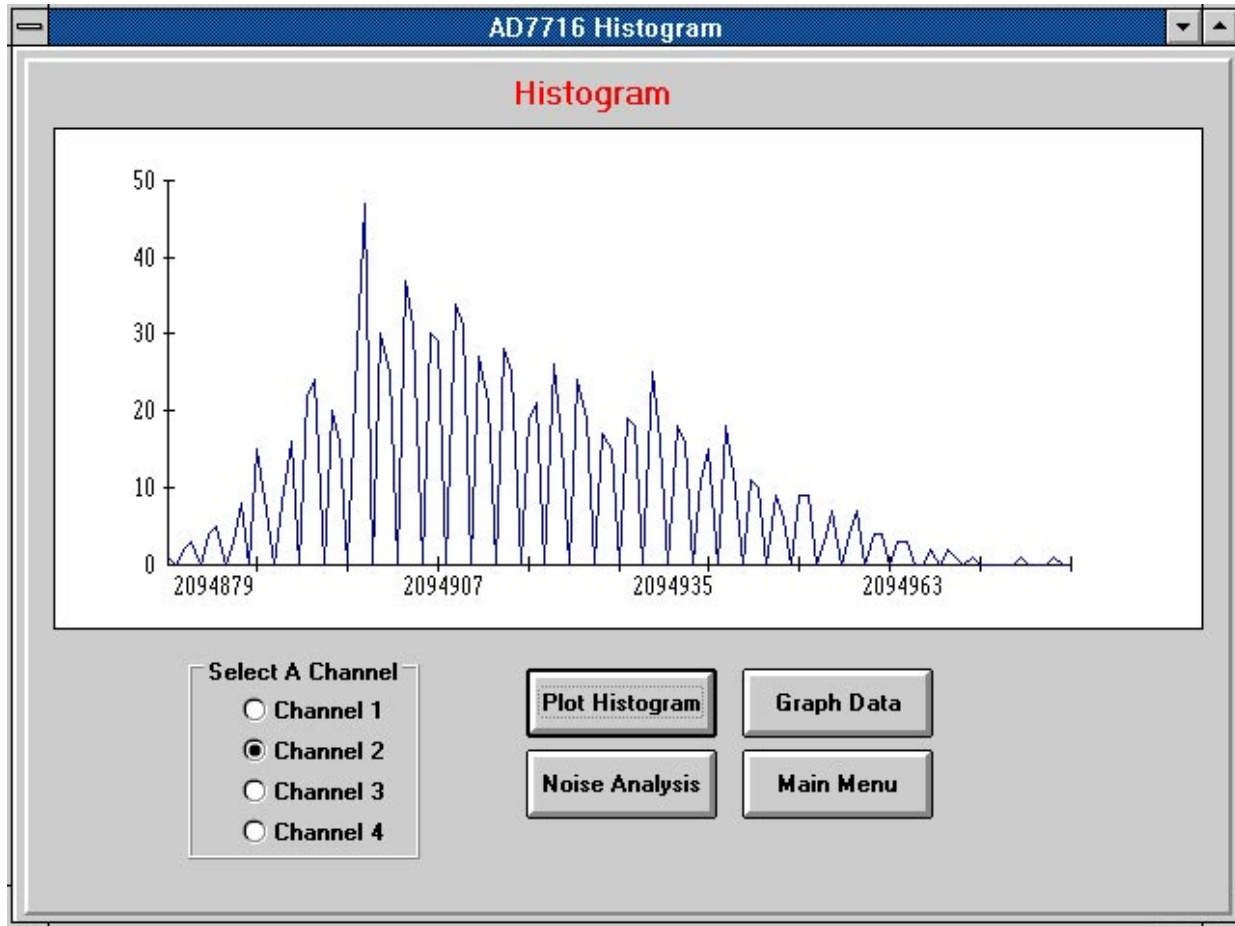 AD7716 Histogram
Histogram
50
40
30
20
10
0
2094879 2094907 2094935 2094963
Select A Channel
Channel 1
Channel 2
Channel 3
Channel 4
Plot Histogram Graph Data
Noise Analysis Main Menu